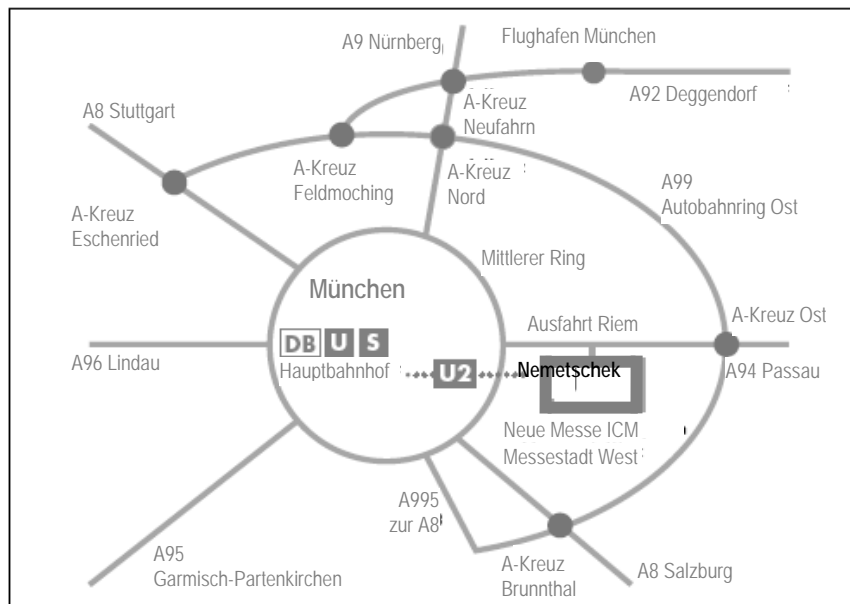 A9 Nürnberg
Flughafen München
A92 Deggendorf
A8 Stuttgart
A-Kreuz
Neufahrn
A-Kreuz
Feldmoching
A-Kreuz
Nord
A99
Autobahnring Ost
A-Kreuz
Eschenried
Mittlerer Ring
München
A-Kreuz Ost
Ausfahrt Riem
DB U S
A96 Lindau
Hauptbahnhof
U2
Nemetschek
A94 Passau
Neue Messe ICM
Messestadt West
A995
zur A8
A95
Garmisch-Partenkirchen
A-Kreuz
Brunnthal
A8 Salzburg